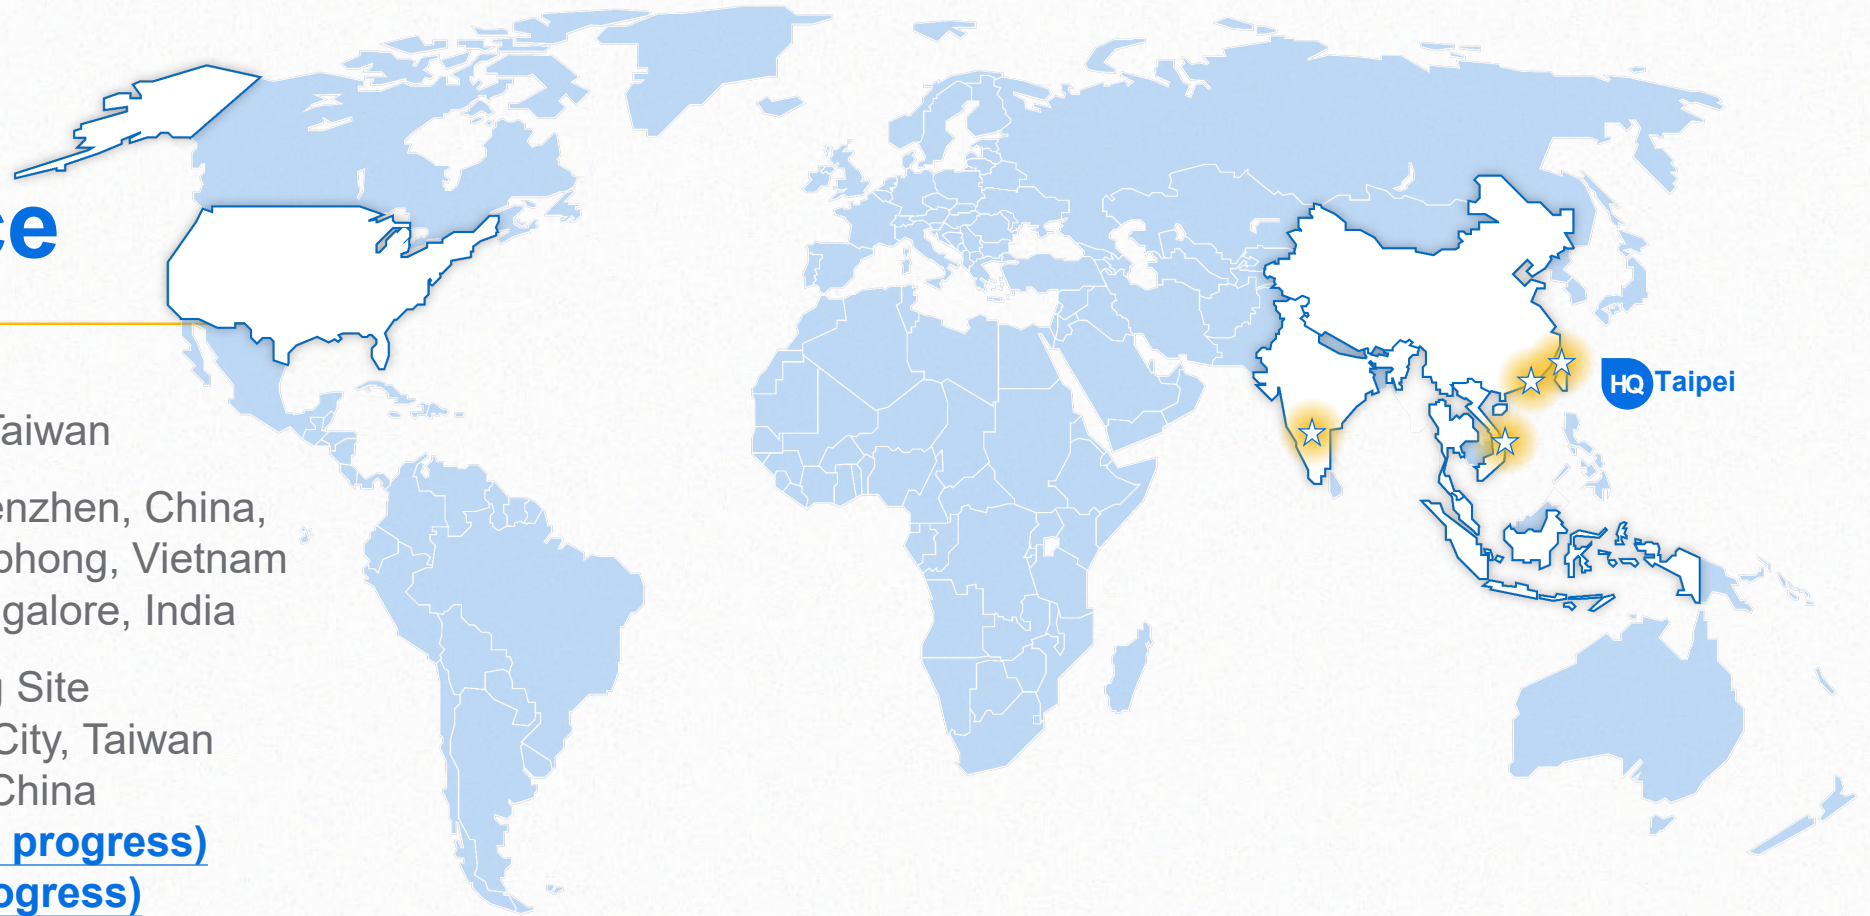 ce
Taiwan
enzhen, China,
phong, Vietnam
galore, India
g Site
City, Taiwan
China
progress)
ogress)
HQ Taipei